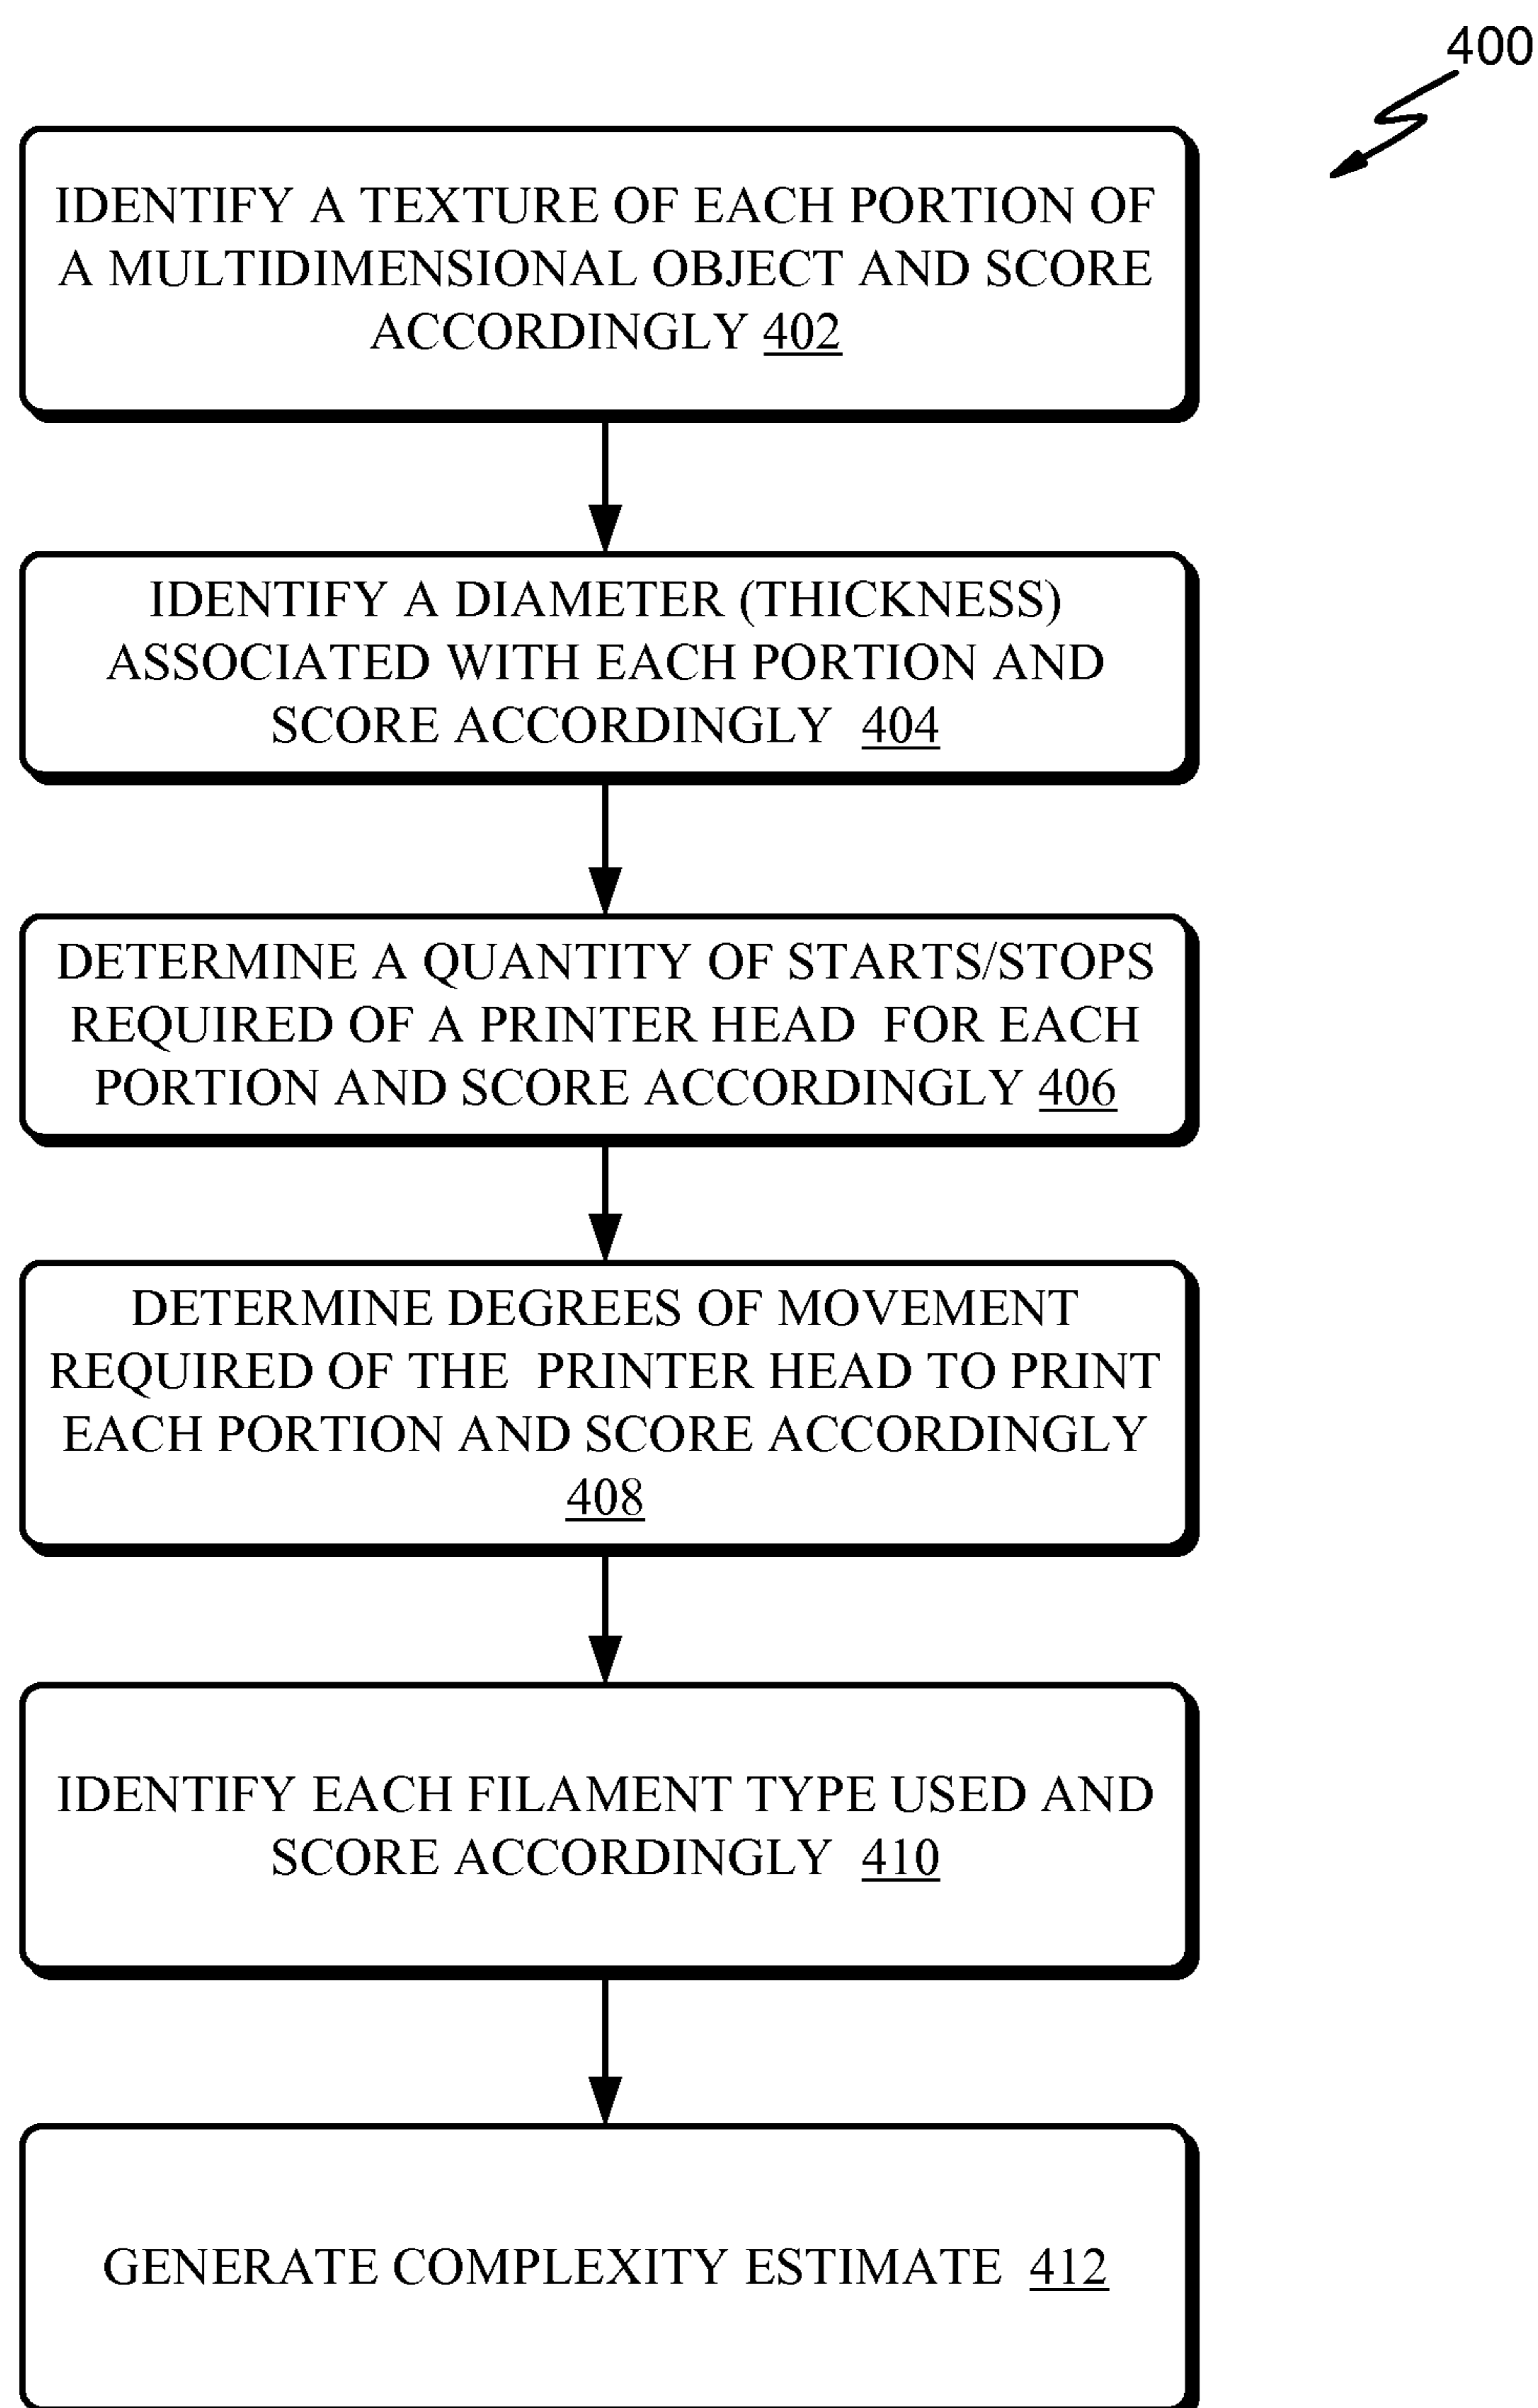 400
IDENTIFY A TEXTURE OF EACH PORTION OF
A MULTIDIMENSIONAL OBJECT AND SCORE
ACCORDINGLY 402
IDENTIFY A DIAMETER (THICKNESS)
ASSOCIATED WITH EACH PORTION AND
SCORE ACCORDINGLY 404
DETERMINE A QUANTITY OF STARTS/STOPS
REQUIRED OF A PRINTER HEAD FOR EACH
PORTION AND SCORE ACCORDINGLY 406
DETERMINE DEGREES OF MOVEMENT
REQUIRED OF THE PRINTER HEAD TO PRINT
EACH PORTION AND SCORE ACCORDINGLY
408
IDENTIFY EACH FILAMENT TYPE USED AND
SCORE ACCORDINGLY 410
GENERATE COMPLEXITY ESTIMATE 412